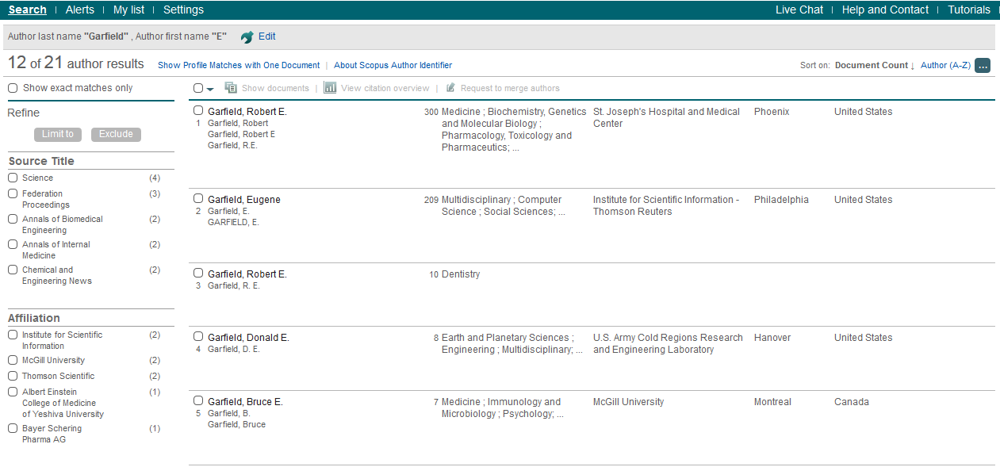 Search | Alerts | My list | Settings Live Chat | Help and Contact | Tutorials
Author last name "Garfield" , Author first name "E" Edit
12 of 21 author results Show Profile Matches with One Document | About Scopus Author Identifier Sort on: Document Count ↓ Author (A-Z) ...
Show exact matches only
Refine
Limit to Exclude
Source Title
Science (4)
Federation (3)
Proceedings
Annals of Biomedical (2)
Engineering
Annals of Internal (2)
Medicine
Chemical and (2)
Engineering News
Affiliation
Institute for Scientific (2)
Information
McGill University (2)
Thomson Scientific (2)
Albert Einstein (1)
College of Medicine
of Yeshiva University
Bayer Schering (1)
Pharma AG
Show documents | View citation overview | Request to merge authors
Garfield, Robert E. 300 Medicine ; Biochemistry, Genetics St. Joseph's Hospital and Medical Phoenix United States
1 Garfield, Robert and Molecular Biology ; Center
Garfield, Robert E Pharmacology, Toxicology and
Garfield, R.E. Pharmaceutics; ...
Garfield, Eugene 209 Multidisciplinary ; Computer Institute for Scientific Information - Philadelphia United States
2 Garfield, E. Science ; Social Sciences; ... Thomson Reuters
GARFIELD, E.
Garfield, Robert E. 10 Dentistry
3 Garfield, R. E.
Garfield, Donald E. 8 Earth and Planetary Sciences ; U.S. Army Cold Regions Research Hanover United States
4 Garfield, D. E. Engineering ; Multidisciplinary; ... and Engineering Laboratory
Garfield, Bruce E. 7 Medicine ; Immunology and McGill University Montreal Canada
5 Garfield, B. Microbiology ; Psychology; ...
Garfield, Bruce